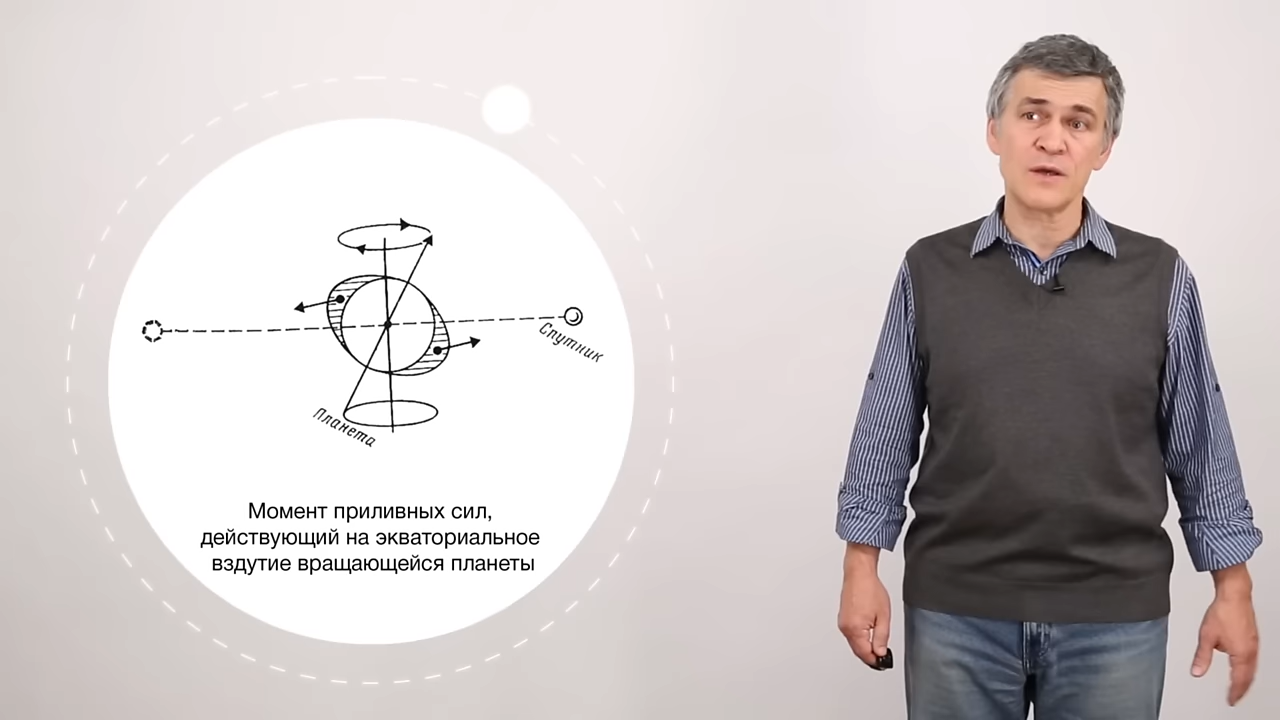 Спутник
Планета
Момент приливных сил,
действующий на экваториальное
вздутие вращающейся планеты